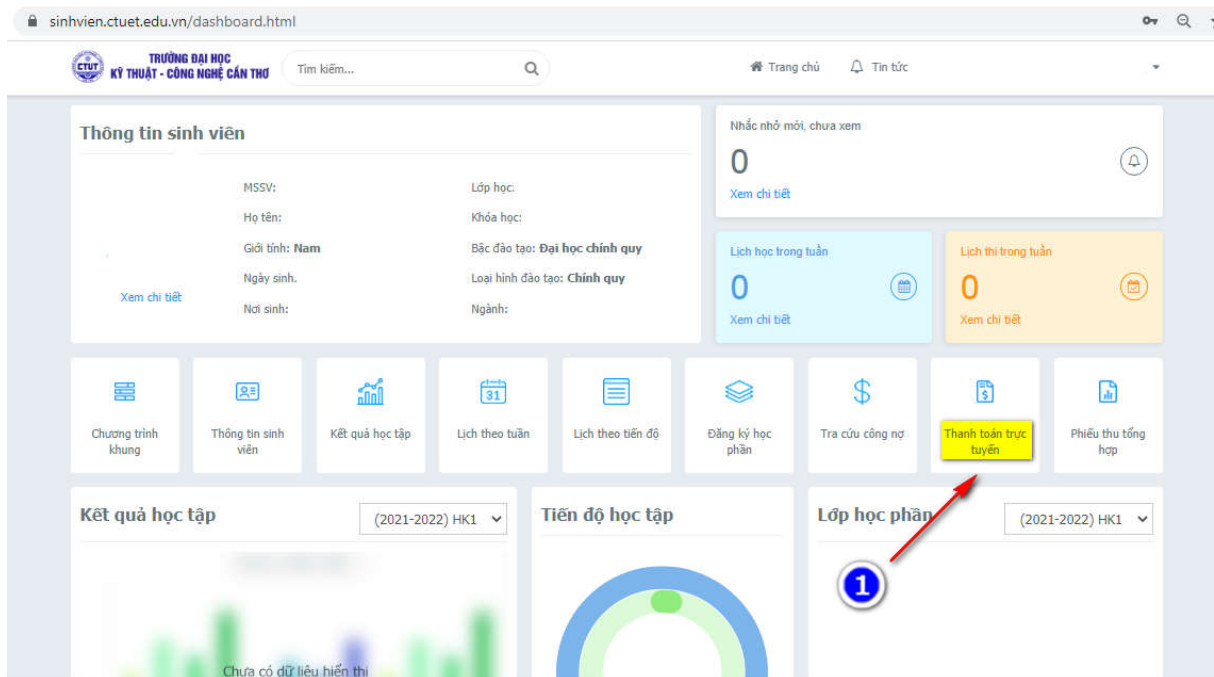 sinhvien.ctuet.edu.vn/dashboard.html
CTUT
TRƯỜNG ĐẠI HỌC
KỸ THUẬT - CÔNG NGHỆ CẦN THƠ
Tìm kiếm...
Trang chủ
Tin tức
Thông tin sinh viên
MSSV:
Lớp học:
Họ tên:
Khóa học:
Giới tính: Nam
Bậc đào tạo: Đại học chính quy
Ngày sinh.
Loại hình đào tạo: Chính quy
Xem chi tiết
Nơi sinh:
Ngành:
Nhắc nhở mới, chưa xem
0
Xem chi tiết
Lịch học trong tuần
0
Xem chi tiết
Lịch thi trong tuần
0
Xem chi tiết
Chương trình
khung
Thông tin sinh
viên
Kết quả học tập
31
Lịch theo tuần
Lịch theo tiến độ
Đăng ký học
phần
Tra cứu công nợ
Thanh toán trực
tuyến
Phiếu thu tổng
hợp
Kết quả học tập
(2021-2022) HK1
Chưa có dữ liệu hiển thị
Tiến độ học tập
Lớp học phần
(2021-2022) HK1
1